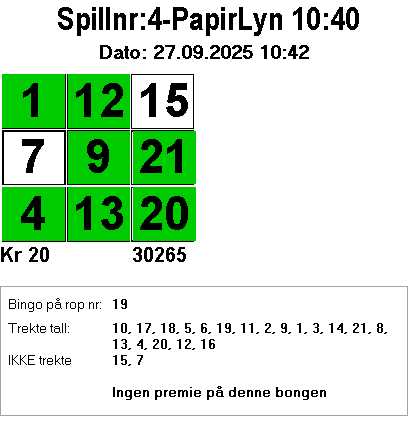 Spillnr:4-PapirLyn 10:40
Dato: 27.09.2025 10:42
1 12 15
7 9 21
4 13 20
Kr 20 30265
Bingo på rop nr: 19
Trekte tall: 10, 17, 18, 5, 6, 19, 11, 2, 9, 1, 3, 14, 21, 8,
13, 4, 20, 12, 16
IKKE trekte 15, 7
Ingen premie på denne bongen